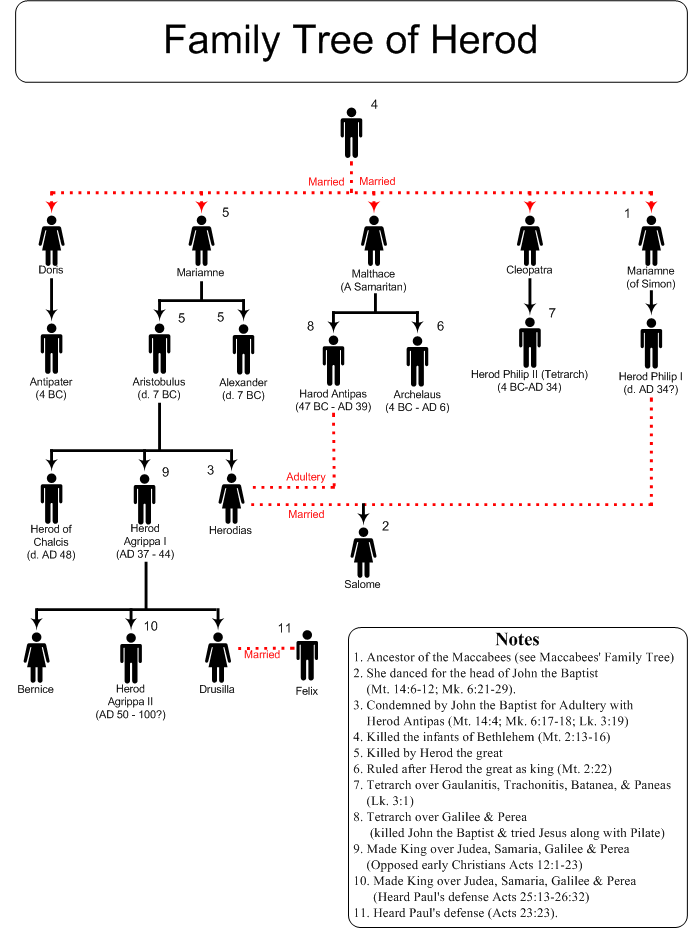 Family Tree of Herod
4
Married Married
5
1
Doris
Mariamne
Malthace
(A Samaritan)
Cleopatra
Mariamne
(of Simon)
5
5
8
6
7
Antipater
(4 BC)
Aristobulus
(d. 7 BC)
Alexander
(d. 7 BC)
Harod Antipas
(47 BC - AD 39)
Archelaus
(4 BC - AD 6)
Herod Philip II (Tetrarch)
(4 BC-AD 34)
Herod Philip I
(d. AD 34?)
9
3
Adultery
Married
Herod of
Chalcis
(d. AD 48)
Herod
Agrippa I
(AD 37 - 44)
Herodias
2
Salome
10
11
Married
Bernice
Herod
Agrippa II
(AD 50 - 100?)
Drusilla
Felix
Notes
1. Ancestor of the Maccabees (see Maccabees' Family Tree)
2. She danced for the head of John the Baptist
(Mt. 14:6-12; Mk. 6:21-29).
3. Condemned by John the Baptist for Adultery with
Herod Antipas (Mt. 14:4; Mk. 6:17-18; Lk. 3:19)
4. Killed the infants of Bethlehem (Mt. 2:13-16)
5. Killed by Herod the great
6. Ruled after Herod the great as king (Mt. 2:22)
7. Tetrarch over Gaulanitis, Trachonitis, Batanea, & Paneas
(Lk. 3:1)
8. Tetrarch over Galilee & Perea
(killed John the Baptist & tried Jesus along with Pilate)
9. Made King over Judea, Samaria, Galilee & Perea
(Opposed early Christians Acts 12:1-23)
10. Made King over Judea, Samaria, Galilee & Perea
(Heard Paul's defense Acts 25:13-26:32)
11. Heard Paul's defense (Acts 23:23).